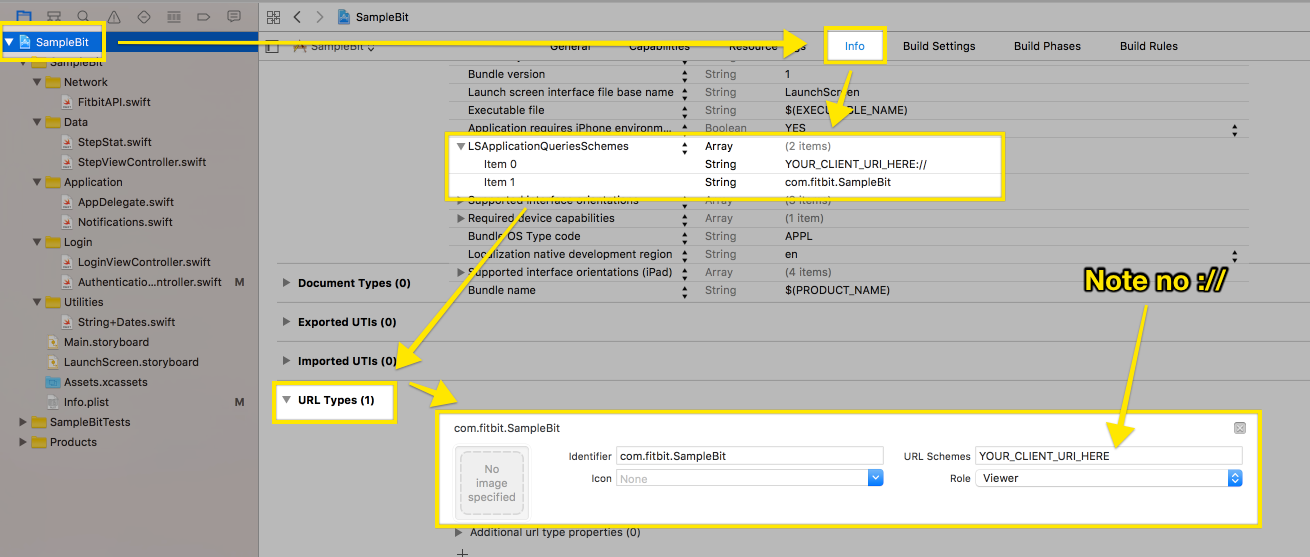 SampleBit
SampleBit
SampleBit
General
Capabilities
Resource Tags
Info
Build Settings
Build Phases
Build Rules
SampleBit
Network
FitbitAPI.swift
Data
StepStat.swift
StepViewController.swift
Application
AppDelegate.swift
Notifications.swift
Login
LoginViewController.swift
Authenticatio...ntroller.swift M
Utilities
String+Dates.swift
Main.storyboard
LaunchScreen.storyboard
Assets.xcassets
Info.plist M
SampleBitTests
Products
Bundle version String 1
Launch screen interface file base name String LaunchScreen
Executable file String $(EXECUTABLE_NAME)
Application requires iPhone environm... Boolean YES
LSApplicationQueriesSchemes Array (2 items)
Item 0 String YOUR_CLIENT_URI_HERE://
Item 1 String com.fitbit.SampleBit
Supported interface orientations Array
Required device capabilities Array (1 item)
Bundle OS Type code String APPL
Localization native development region String en
Supported interface orientations (iPad) Array (4 items)
Bundle name String $(PRODUCT_NAME)
Note no ://
Document Types (0)
Exported UTIs (0)
Imported UTIs (0)
URL Types (1)
com.fitbit.SampleBit
No
image
specified
Identifier com.fitbit.SampleBit
URL Schemes YOUR_CLIENT_URI_HERE
Icon None
Role Viewer
Additional url type properties (0)